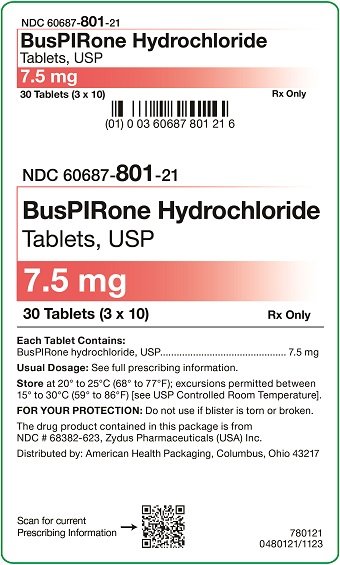 NDC 60687-801-21
BusPIRone Hydrochloride
Tablets, USP
7.5 mg
30 Tablets (3 x 10) Rx Only
(01) 0 03 60687 801 21 6
NDC 60687-801-21
BusPIRone Hydrochloride
Tablets, USP
7.5 mg
30 Tablets (3 x 10) Rx Only
Each Tablet Contains:
BusPIRone hydrochloride, USP............................................... 7.5 mg
Usual Dosage: See full prescribing information.
Store at 20° to 25°C (68° to 77°F); excursions permitted between
15° to 30°C (59° to 86°F) [see USP Controlled Room Temperature].
FOR YOUR PROTECTION: Do not use if blister is torn or broken.
The drug product contained in this package is from
NDC # 68382-623, Zydus Pharmaceuticals (USA) Inc.
Distributed by: American Health Packaging, Columbus, Ohio 43217
Scan for current
Prescribing Information
780121
0480121/1123